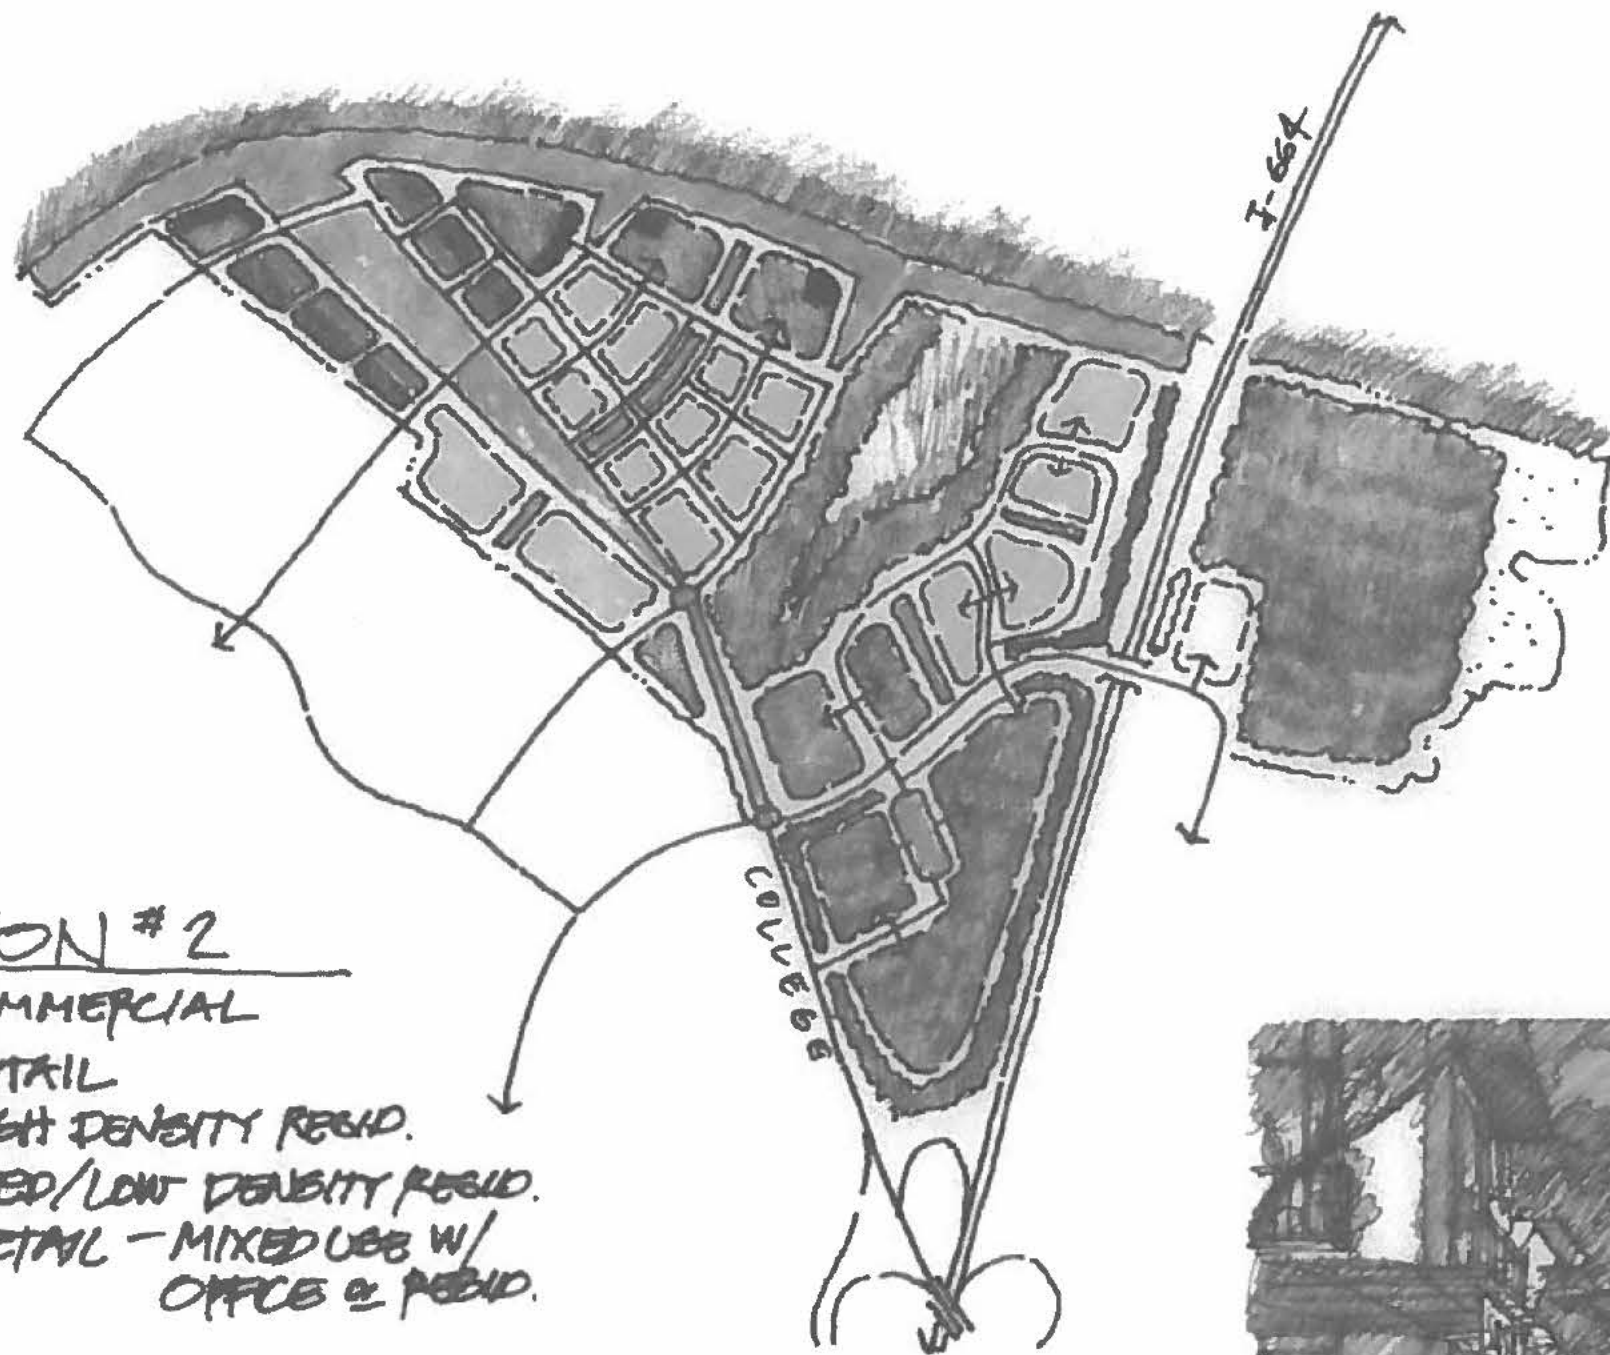 I-664
COLLEGE
ON #2
MMERCIAL
TAIL
GH DENSITY RESID.
ED/LOW DENSITY RESID.
ETAIL - MIXED USE W/
OFFICE or RESID.